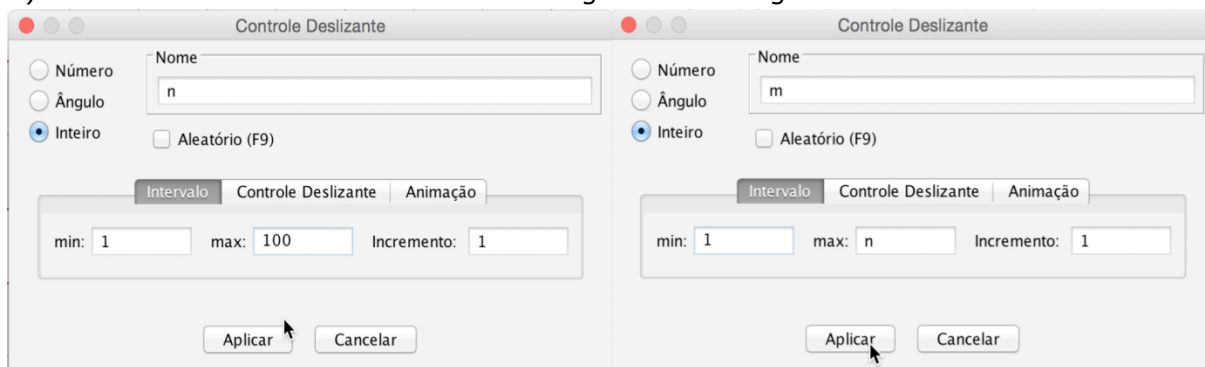 Controle Deslizante
Número
Ângulo
Inteiro
Nome
n
Aleatório (F9)
Intervalo Controle Deslizante Animação
min: 1 max: 100 Incremento: 1
Aplicar Cancelar
Controle Deslizante
Número
Ângulo
Inteiro
Nome
m
Aleatório (F9)
Intervalo Controle Deslizante Animação
min: 1 max: n Incremento: 1
Aplicar Cancelar